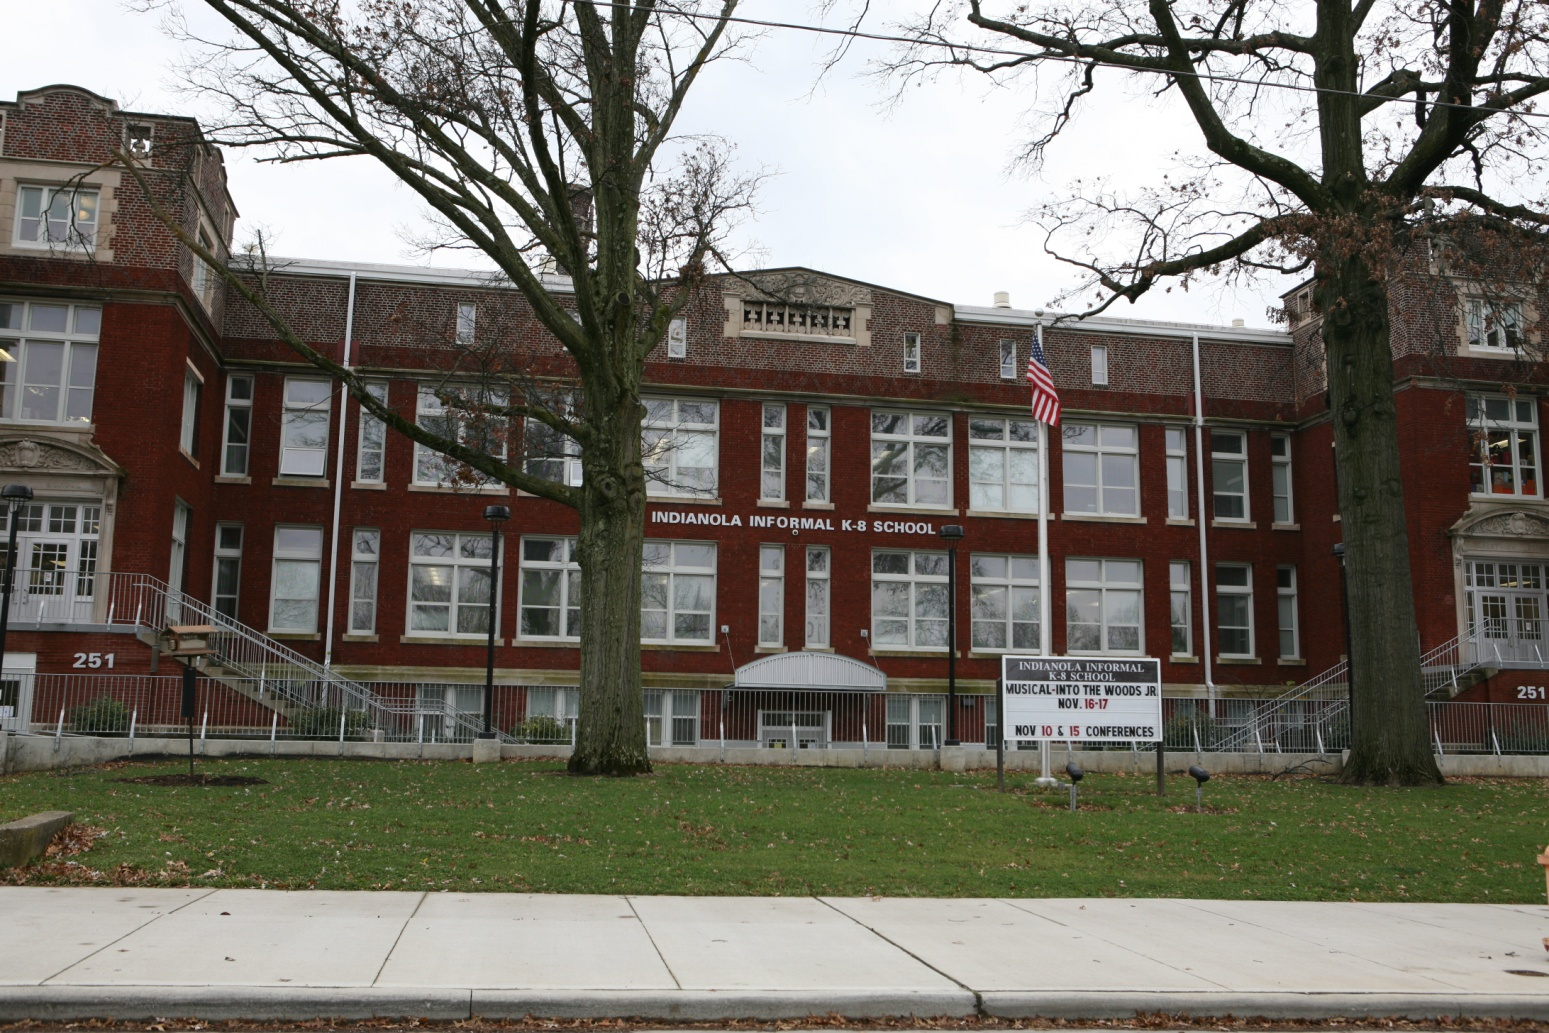 INDIANOLA INFORMAL K-8 SCHOOL
251
INDIANOLA INFORMAL
K-8 SCHOOL
MUSICAL-INTO THE WOODS JR
NOV. 16-17
NOV 10 & 15 CONFERENCES
251